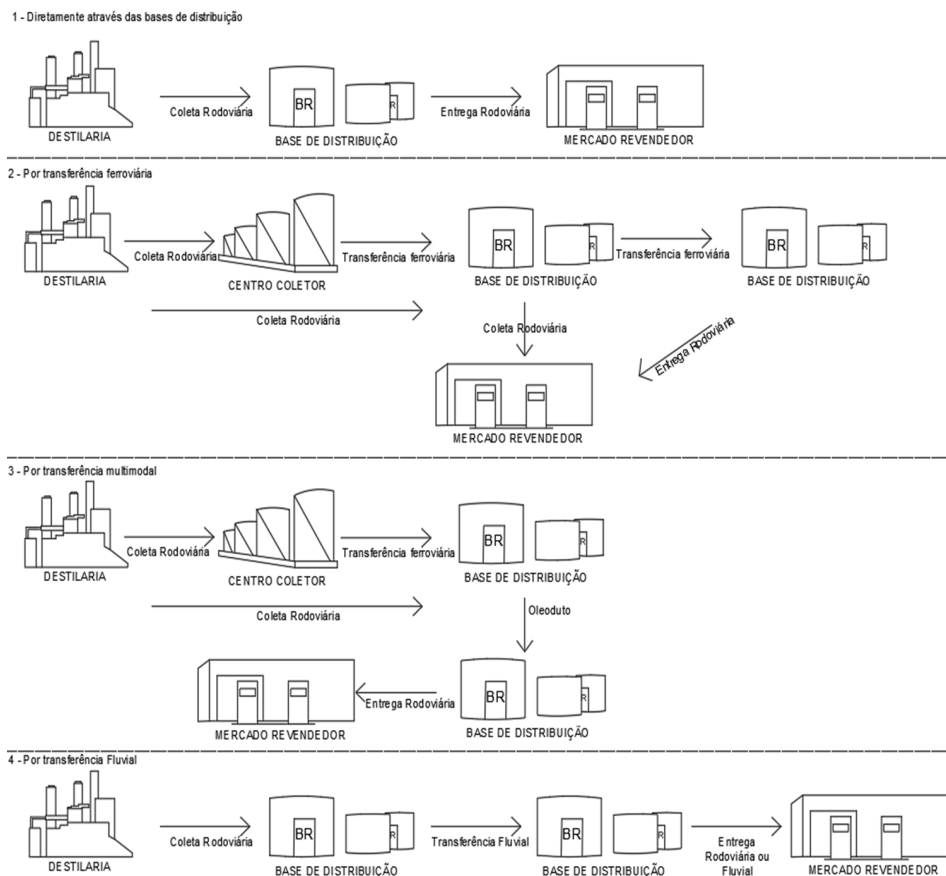 1 - Diretamente através das bases de distribuição
BR
R
Coleta Rodoviária
Entrega Rodoviária
DESTILARIA
BASE DE DISTRIBUIÇÃO
MERCADO REVENDEDOR
2 - Por transferência ferroviária
BR
R
BR
R
Coleta Rodoviária
Transferência ferroviária
Transferência ferroviária
DESTILARIA
CENTRO COLETOR
BASE DE DISTRIBUIÇÃO
BASE DE DISTRIBUIÇÃO
Coleta Rodoviária
Coleta Rodoviária
Entrega Rodoviária
MERCADO REVENDEDOR
3 - Por transferência multimodal
BR
R
Coleta Rodoviária
Transferência ferroviária
DESTILARIA
CENTRO COLETOR
BASE DE DISTRIBUIÇÃO
Coleta Rodoviária
Oleoduto
BR
R
Entrega Rodoviária
MERCADO REVENDEDOR
BASE DE DISTRIBUIÇÃO
4 - Por transferência Fluvial
BR
R
BR
R
Coleta Rodoviária
Transferência Fluvial
Entrega
Rodoviária ou
Fluvial
DESTILARIA
BASE DE DISTRIBUIÇÃO
BASE DE DISTRIBUIÇÃO
MERCADO REVENDEDOR